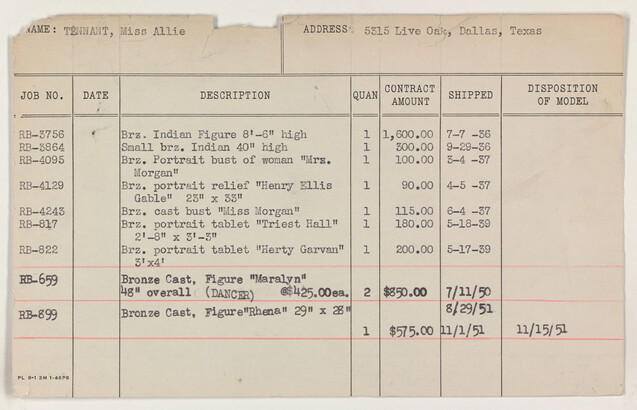 NAME: TENNANT, Miss Allie ADDRESS: 5315 Live Oak, Dallas, Texas
JOB NO. DATE DESCRIPTION QUAN CONTRACT AMOUNT SHIPPED DISPOSITION OF MODEL
RB-3756 Brz. Indian Figure 8'-6" high 1 1,600.00 7-7 -36
RB-3864 Small brz. Indian 40" high 1 300.00 9-29-36
RB-4095 Brz. Portrait bust of woman "Mrs. 1 100.00 3-4 -37
Morgan"
RB-4129 Brz. portrait relief "Henry Ellis 1 90.00 4-5 -37
Gable" 23" x 33"
RB-4243 Brz. cast bust "Miss Morgan" 1 115.00 6-4 -37
RB-817 Brz. portrait tablet "Triest Hall" 1 180.00 5-18-39
2'-8" x 3'-3"
RB-822 Brz. portrait tablet "Herty Garvan" 1 200.00 5-17-39
3'x4'
RB-659 Bronze Cast, Figure "Maralyn"
48" overall (DANCER) @$425.00ea. 2 $850.00 7/11/50
8/29/51
RB-899 Bronze Cast, Figure"Rhena" 29" x 28"
1 $575.00 11/1/51 11/15/51
PL 8-1 2M 1-46PS